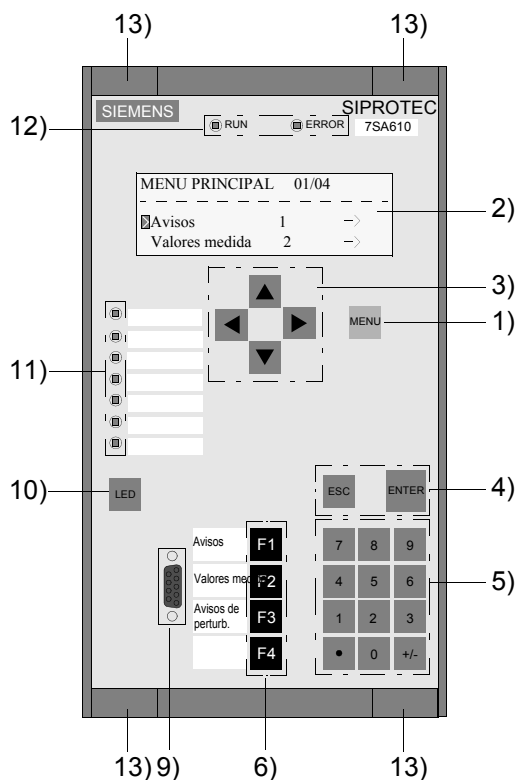 13) 13)
SIEMENS
SIPROTEC
12)
RUN
ERROR
7SA610
MENU PRINCIPAL 01/04
2)
Avisos 1
Valores medida 2
3)
MENU
1)
11)
10)
LED
ESC
ENTER
4)
Avisos
F1
7 8 9
Valores medida
F2
4 5 6
5)
Avisos de
perturb.
F3
1 2 3
F4
• 0 +/-
13) 9) 6) 13)